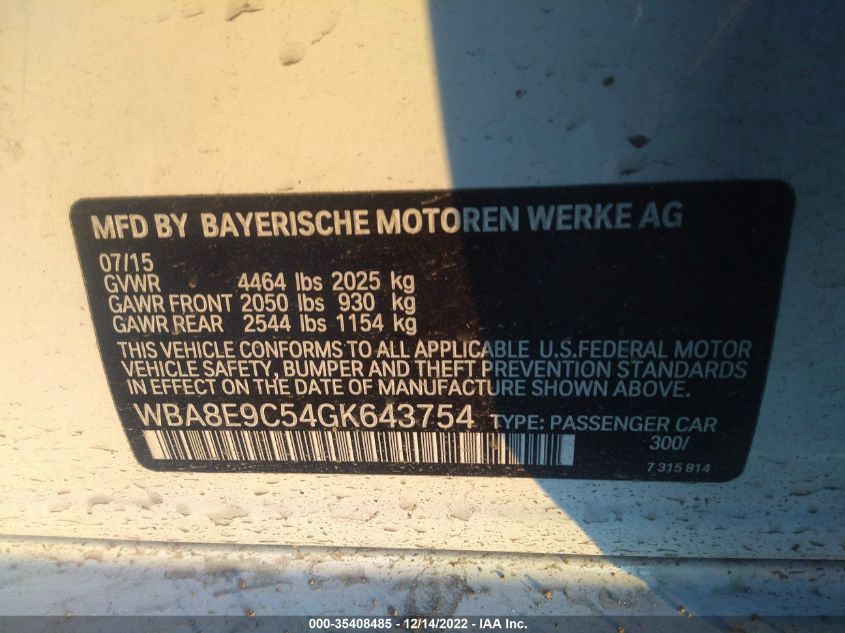 MFD BY BAYERISCHE MOTOREN WERKE AG
07/15
GVWR 4464 lbs 2025 kg
GAWR FRONT 2050 lbs 930 kg
GAWR REAR 2544 lbs 1154 kg
THIS VEHICLE CONFORMS TO ALL APPLICABLE U.S.FEDERAL MOTOR
VEHICLE SAFETY, BUMPER AND THEFT PREVENTION STANDARDS
IN EFFECT ON THE DATE OF MANUFACTURE SHOWN ABOVE.
WBA8E9C54GK643754 TYPE: PASSENGER CAR
300/
7 315 814
000-35408485 - 12/14/2022 - IAA Inc.